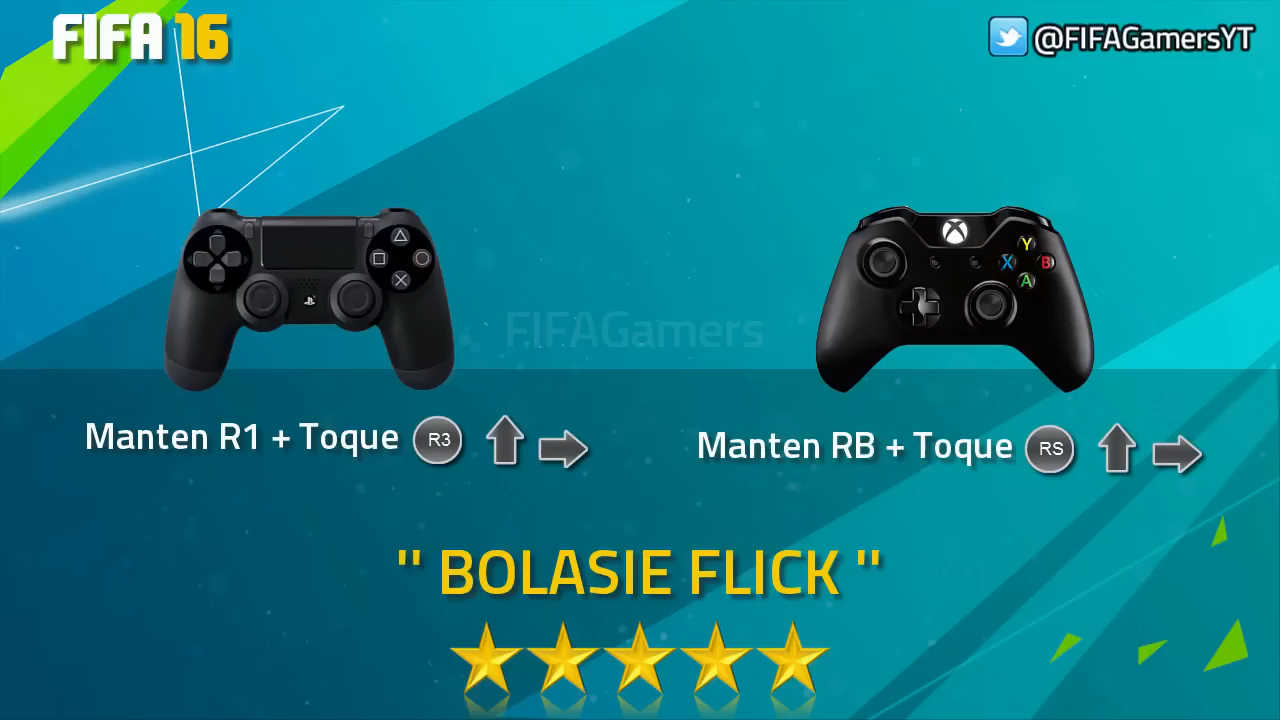 FIFA 16
@FIFAGamersYT
Y
X
B
A
FIFAGamers
Manten R1 + Toque R3
Manten RB + Toque RS
" BOLASIE FLICK "